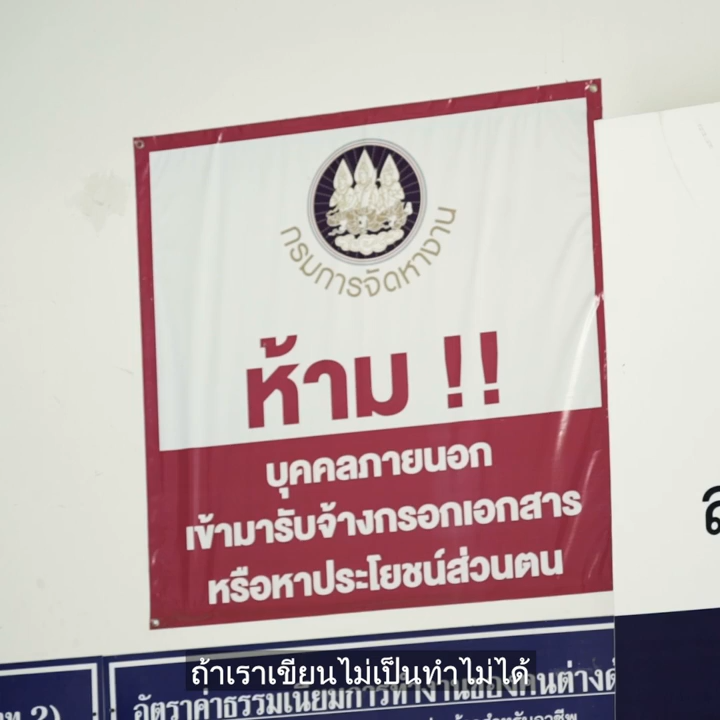 กรมการจัดหางาน
ห้าม !!
บุคคลภายนอก
เข้ามารับจ้างกรอกเอกสาร
หรือหาประโยชน์ส่วนตน
ถ้าเราเขียนไม่เป็นทำไม่ได้
อัตราค่าธรรมเนียมการทำงานของคนต่างด้